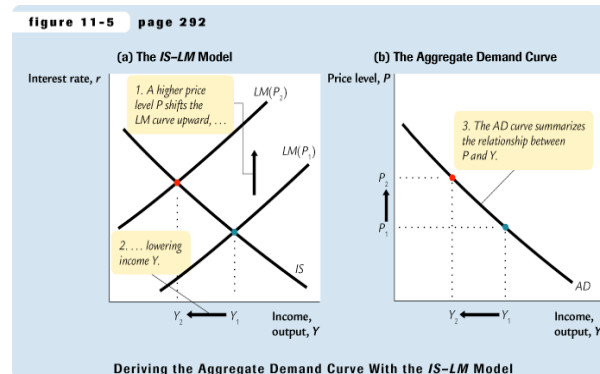 figure 11-5 page 292
(a) The IS–LM Model
Interest rate, r
1. A higher price
level P shifts the
LM curve upward, . . .
LM(P₂)
LM(P₁)
2. . . . lowering
income Y.
IS
Y₂
Y₁
Income,
output, Y
(b) The Aggregate Demand Curve
Price level, P
3. The AD curve summarizes
the relationship between
P and Y.
P₂
P₁
AD
Y₂
Y₁
Income,
output, Y
Deriving the Aggregate Demand Curve With the IS–LM Model